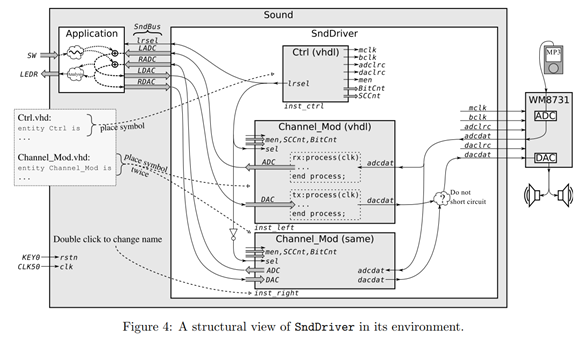 Sound
SndDriver
Application
SndBus
lrsel
LADC
RADC
LDAC
RDAC
SW
LEDR
Analysis
Ctrl (vhdl)
lrsel
mclk
bclk
adclrc
daclrc
men
BitCnt
SCCnt
inst_ctrl
Ctrl.vhd:
entity Ctrl is
...
place symbol
Channel_Mod.vhd:
entity Channel_Mod is
...
place symbol
twice
Channel_Mod (vhdl)
men,SCCnt,BitCnt
sel
ADC
rx:process(clk)
...
end process;
adcdat
DAC
tx:process(clk)
...
end process;
dacdat
inst_left
Channel_Mod (same)
men,SCCnt,BitCnt
sel
ADC
DAC
adcdat
dacdat
inst_right
Double click to change name
KEY0
rstn
CLK50
clk
?
Do not
short circuit
mclk
bclk
adclrc
adcdat
daclrc
dacdat
MP3
WM8731
ADC
DAC
Figure 4: A structural view of SndDriver in its environment.